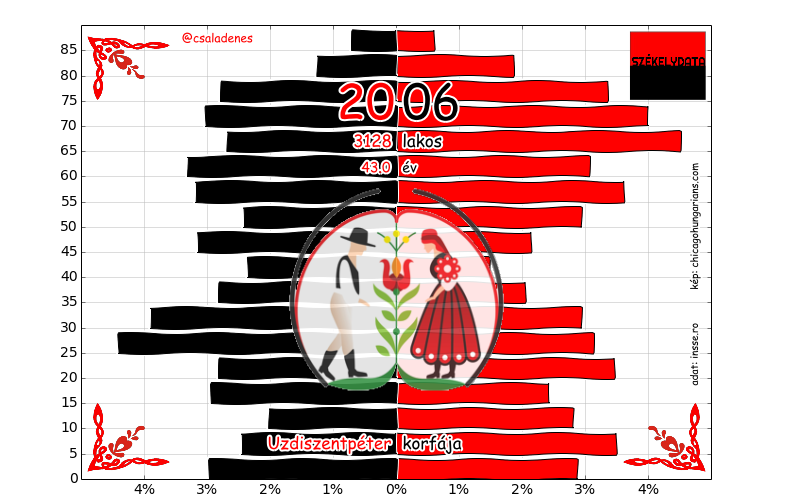 @csaladenes
SZÉKELYDATA
2006
3128 lakos
43.0 év
kép: chicagohungarians.com
adat: insse.ro
Uzdiszentpéter korfája
85
80
75
70
65
60
55
50
45
40
35
30
25
20
15
10
5
0
4% 3% 2% 1% 0% 1% 2% 3% 4%